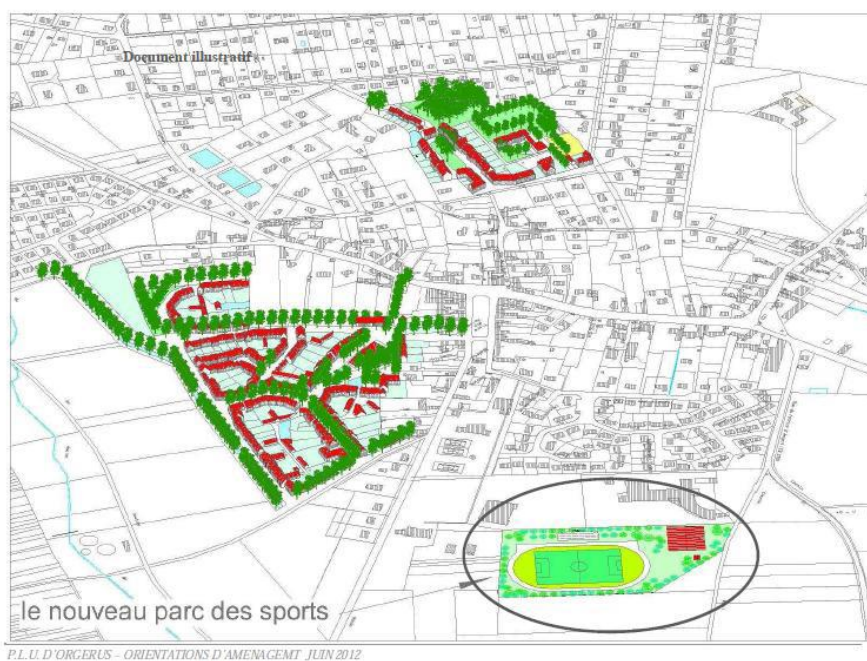 Document illustratif
le nouveau parc des sports
P.L.U. D'ORGERUS – ORIENTATIONS D'AMENAGEMT JUIN 2012